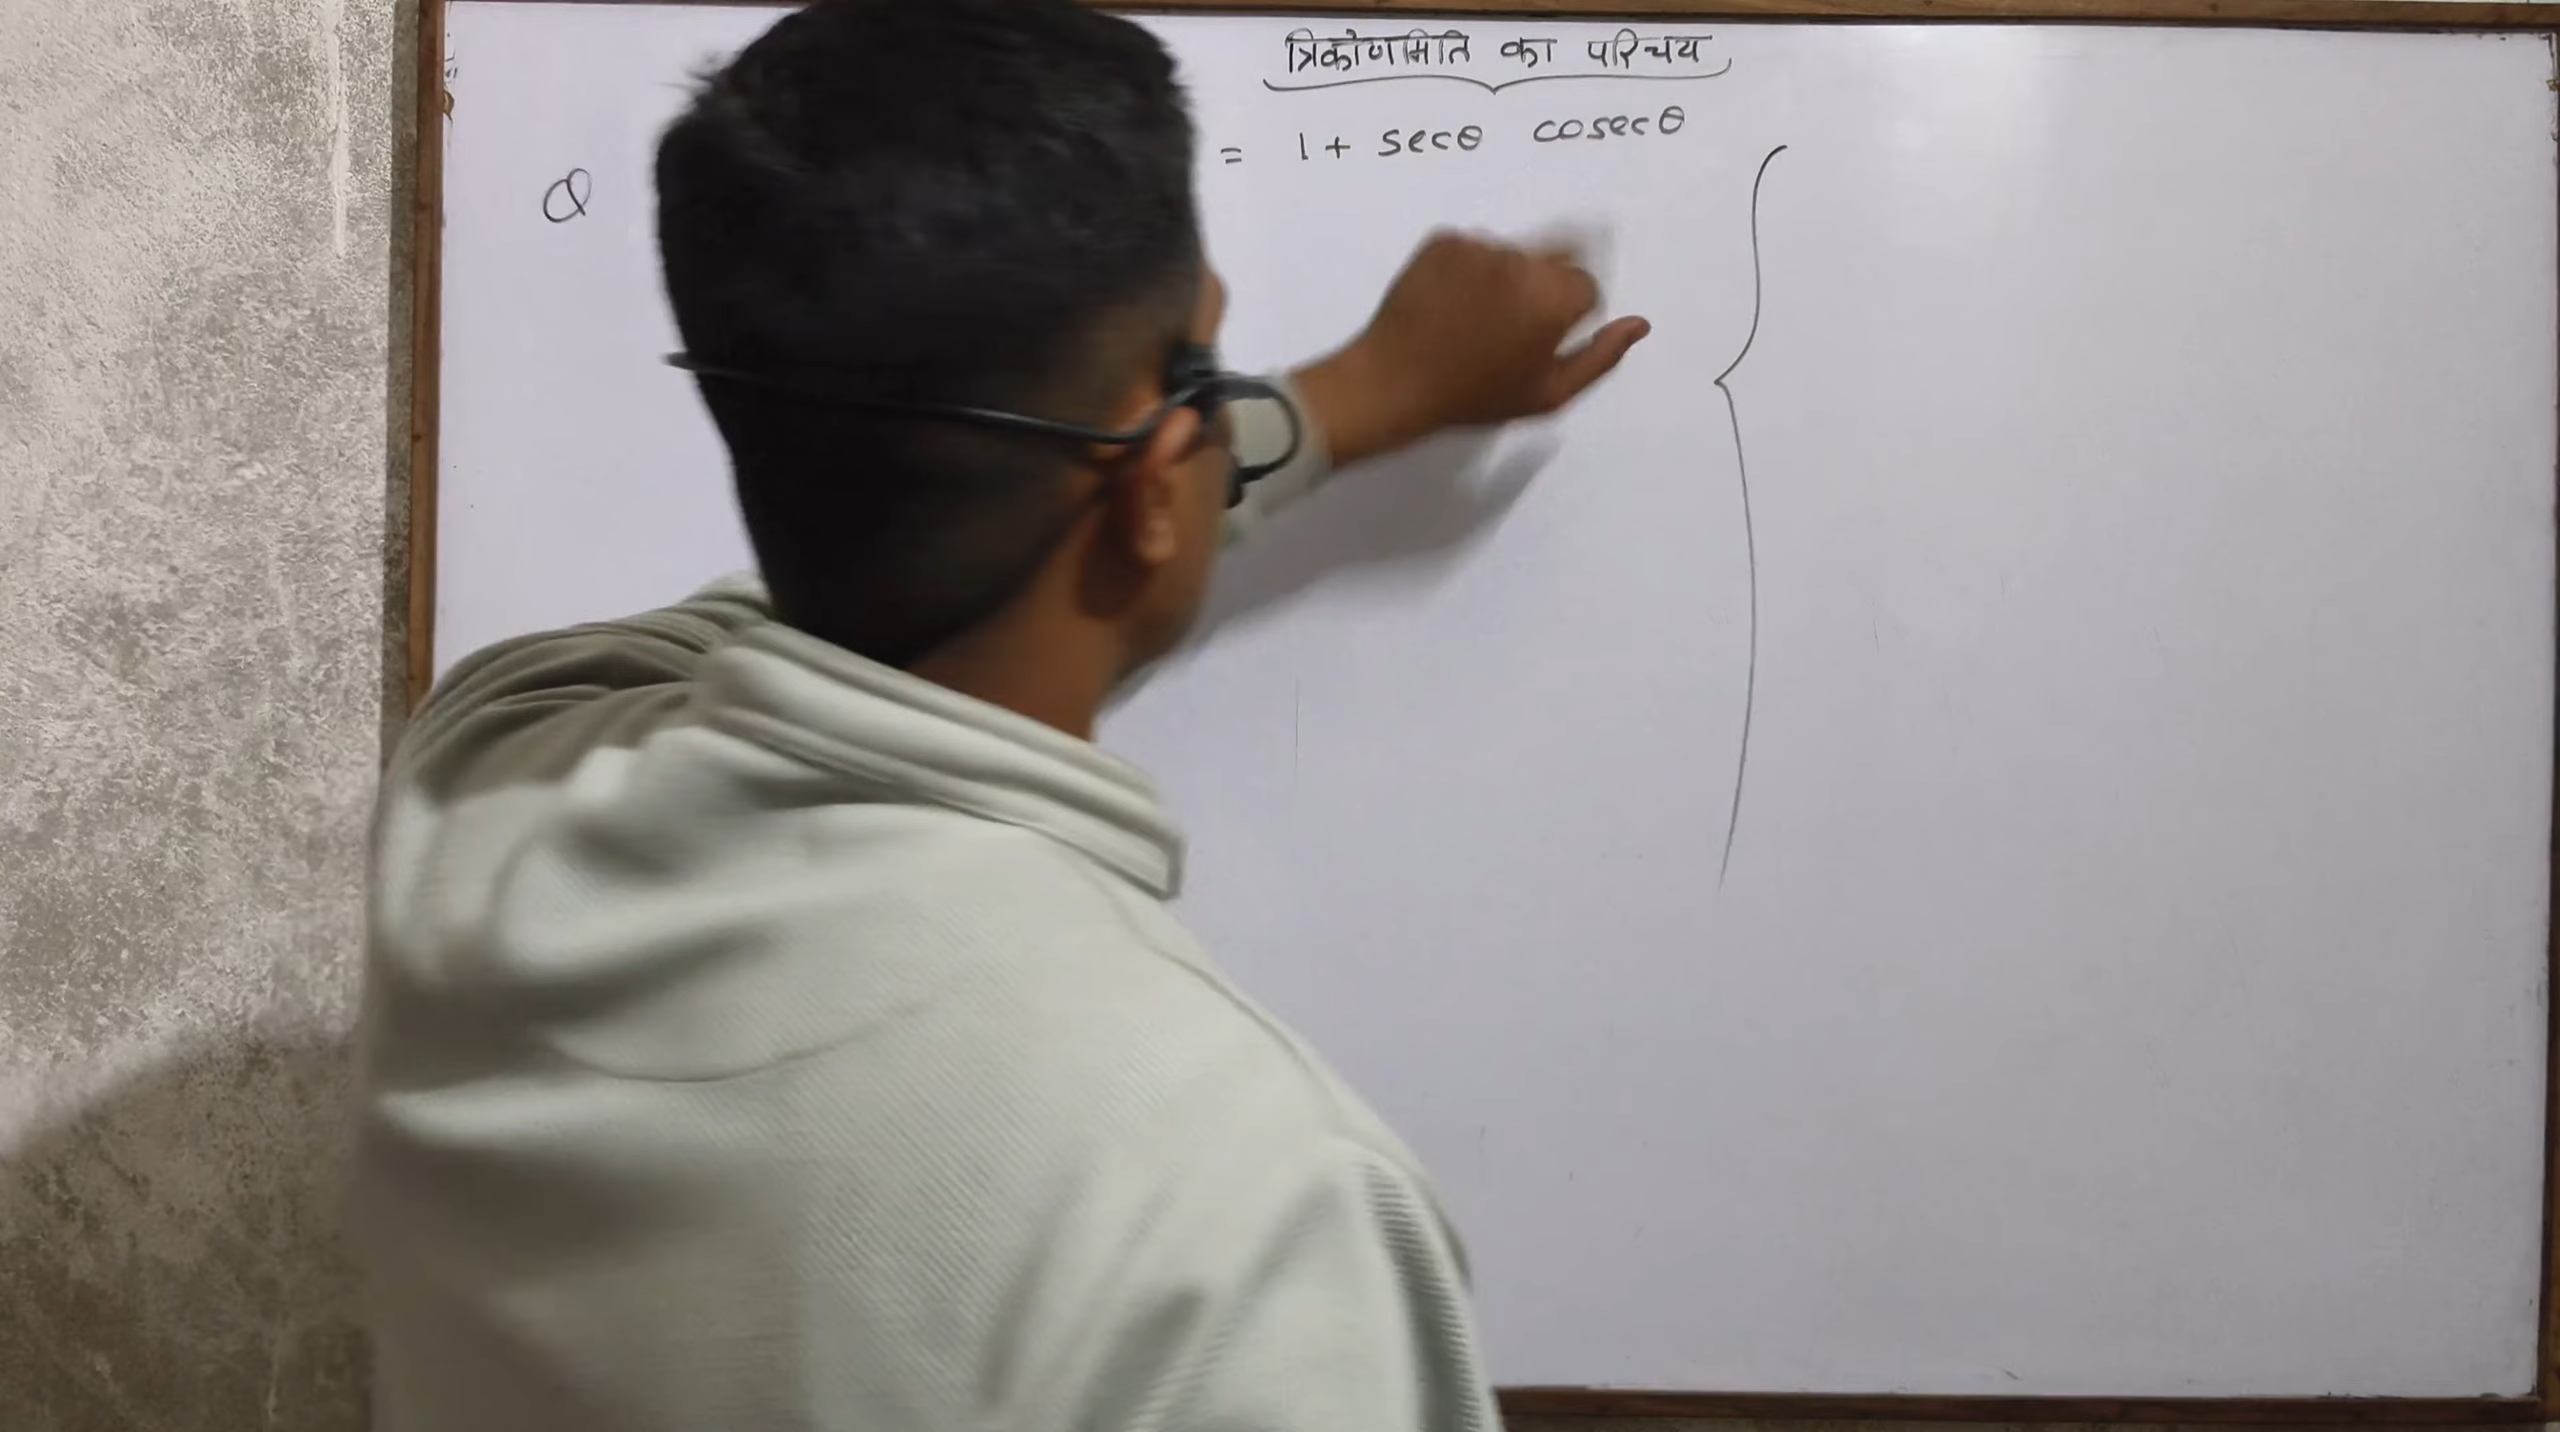 त्रिकोणमिति का परिचय
= 1 + secθ cosecθ
Q